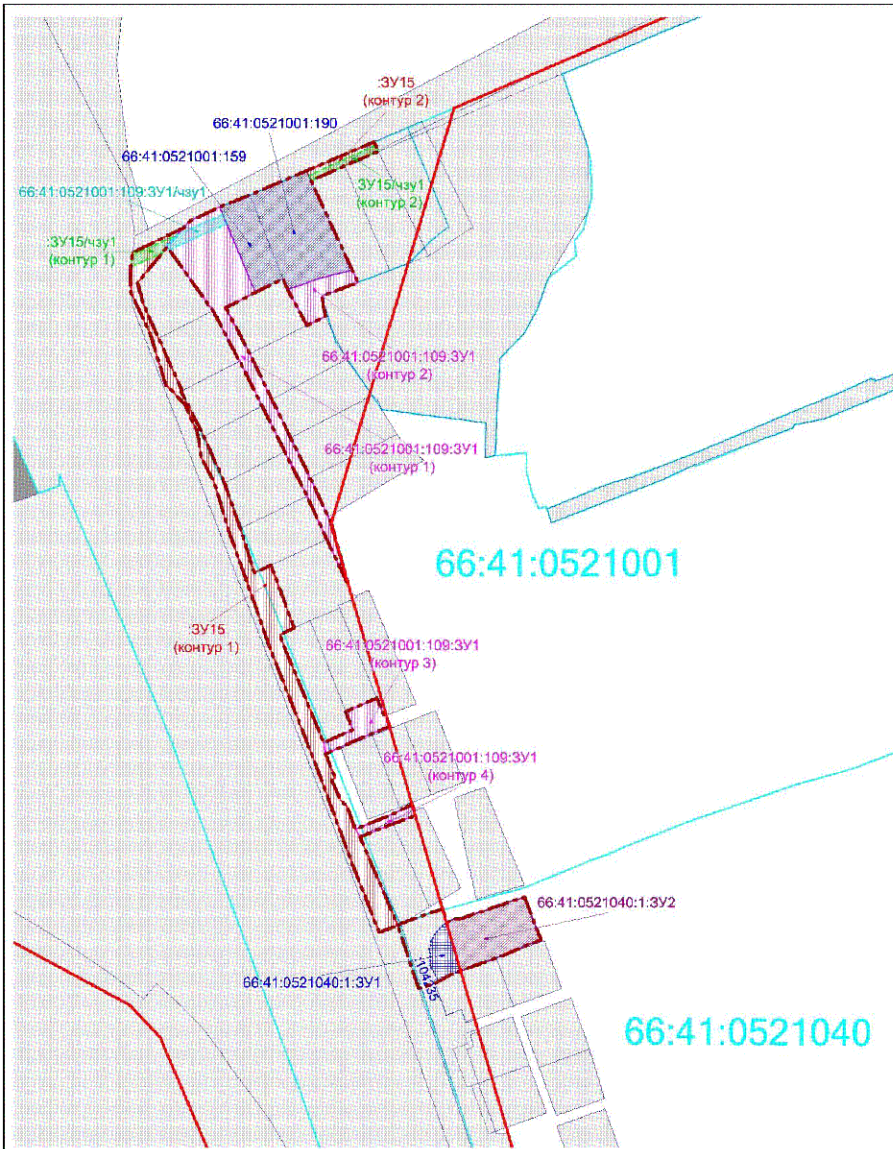 :ЗУ15
(контур 2)
66:41:0521001:190
66:41:0521001:159
66:41:0521001:109:ЗУ1/чзу1
ЗУ15/чзу1
(контур 2)
:ЗУ15/чзу1
(контур 1)
66:41:0521001:109:ЗУ1
(контур 2)
66:41:0521001:109:ЗУ1
(контур 1)
66:41:0521001
:ЗУ15
(контур 1)
66:41:0521001:109:ЗУ1
(контур 3)
66:41:0521001:109:ЗУ1
(контур 4)
66:41:0521040:1:ЗУ2
66:41:0521040:1:ЗУ1
:104235
66:41:0521040